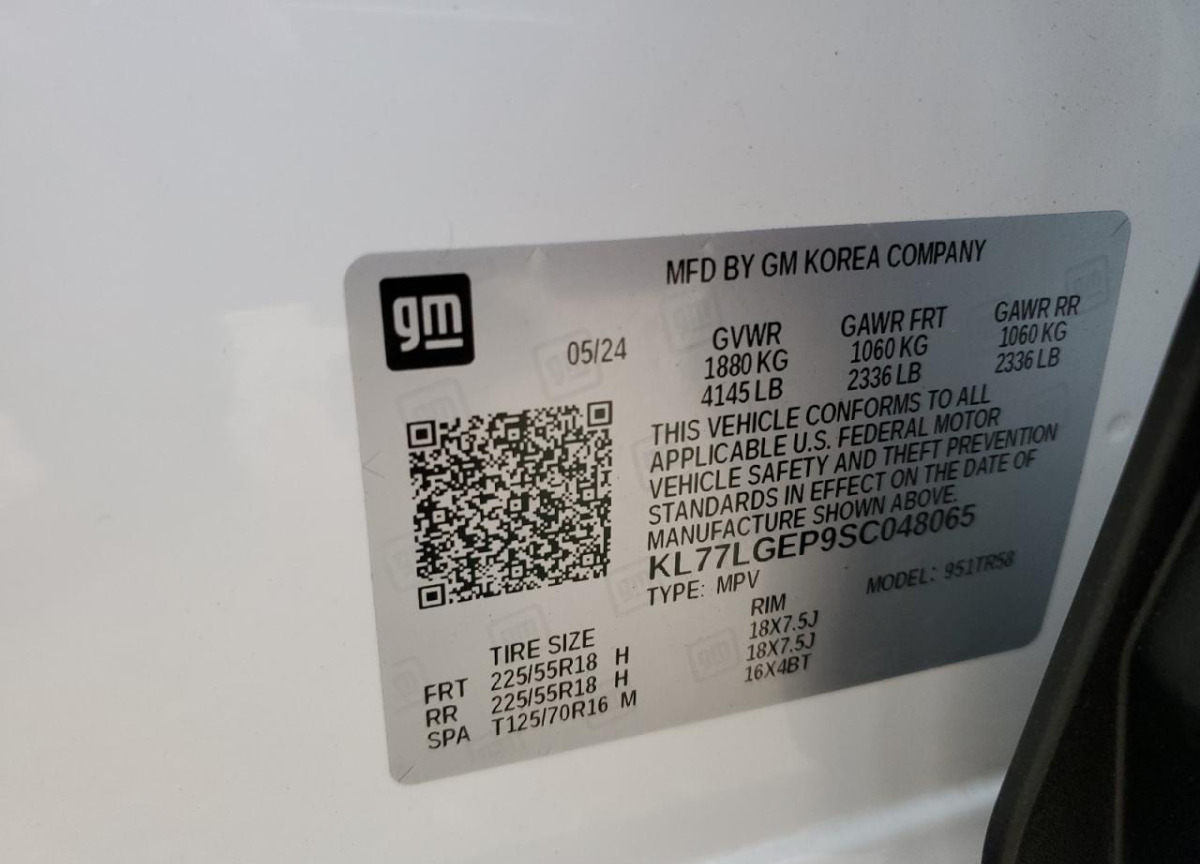 gm
MFD BY GM KOREA COMPANY
05/24
GVWR GAWR FRT GAWR RR
1880 KG 1060 KG 1060 KG
4145 LB 2336 LB 2336 LB
THIS VEHICLE CONFORMS TO ALL
APPLICABLE U.S. FEDERAL MOTOR
VEHICLE SAFETY AND THEFT PREVENTION
STANDARDS IN EFFECT ON THE DATE OF
MANUFACTURE SHOWN ABOVE.
KL77LGEP9SC048065
TYPE: MPV MODEL: 951TR58
TIRE SIZE RIM
FRT 225/55R18 H 18X7.5J
RR 225/55R18 H 18X7.5J
SPA T125/70R16 M 16X4BT